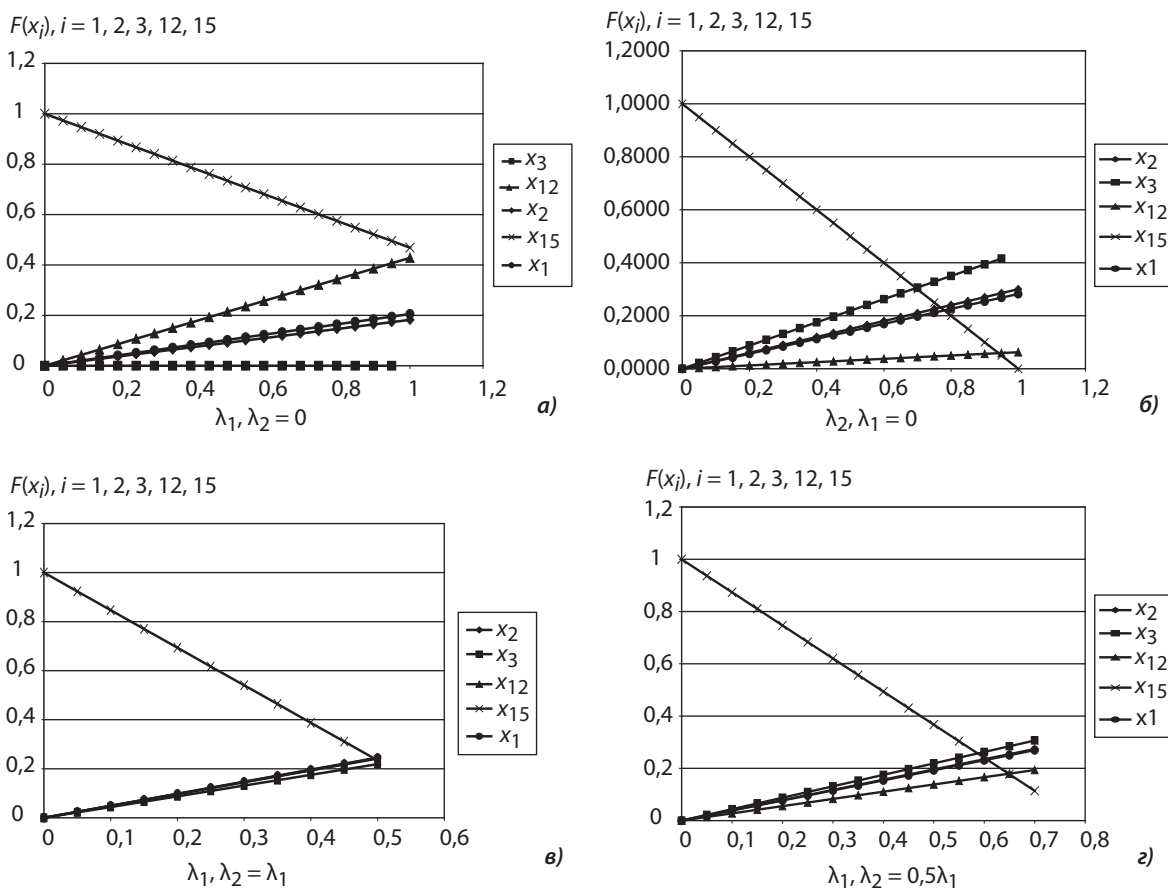 F(xᵢ), i = 1, 2, 3, 12, 15
1,2
1
0,8
0,6
0,4
0,2
0
0 0,2 0,4 0,6 0,8 1 1,2
λ₁, λ₂ = 0
x₃
x₁₂
x₂
x₁₅
x₁
а)
F(xᵢ), i = 1, 2, 3, 12, 15
1,2000
1,0000
0,8000
0,6000
0,4000
0,2000
0,0000
0 0,2 0,4 0,6 0,8 1 1,2
λ₂, λ₁ = 0
x₂
x₃
x₁₂
x₁₅
x1
б)
F(xᵢ), i = 1, 2, 3, 12, 15
1,2
1
0,8
0,6
0,4
0,2
0
0 0,1 0,2 0,3 0,4 0,5 0,6
λ₁, λ₂ = λ₁
x₂
x₃
x₁₂
x₁₅
x₁
в)
F(xᵢ), i = 1, 2, 3, 12, 15
1,2
1
0,8
0,6
0,4
0,2
0
0 0,1 0,2 0,3 0,4 0,5 0,6 0,7 0,8
λ₁, λ₂ = 0,5λ₁
x₂
x₃
x₁₂
x₁₅
x1
г)